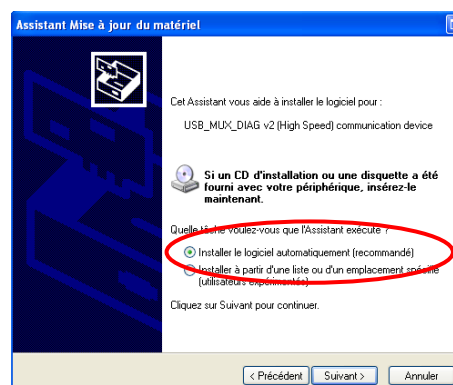 Assistant Mise à jour du matériel
Cet Assistant vous aide à installer le logiciel pour :
USB_MUX_DIAG v2 (High Speed) communication device
Si un CD d'installation ou une disquette a été
fourni avec votre périphérique, insérez-le
maintenant.
Quelle tâche voulez-vous que l'Assistant exécute ?
Installer le logiciel automatiquement (recommandé)
Installer à partir d'une liste ou d'un emplacement spécifié
(utilisateurs expérimentés)
Cliquez sur Suivant pour continuer.
< Précédent Suivant > Annuler